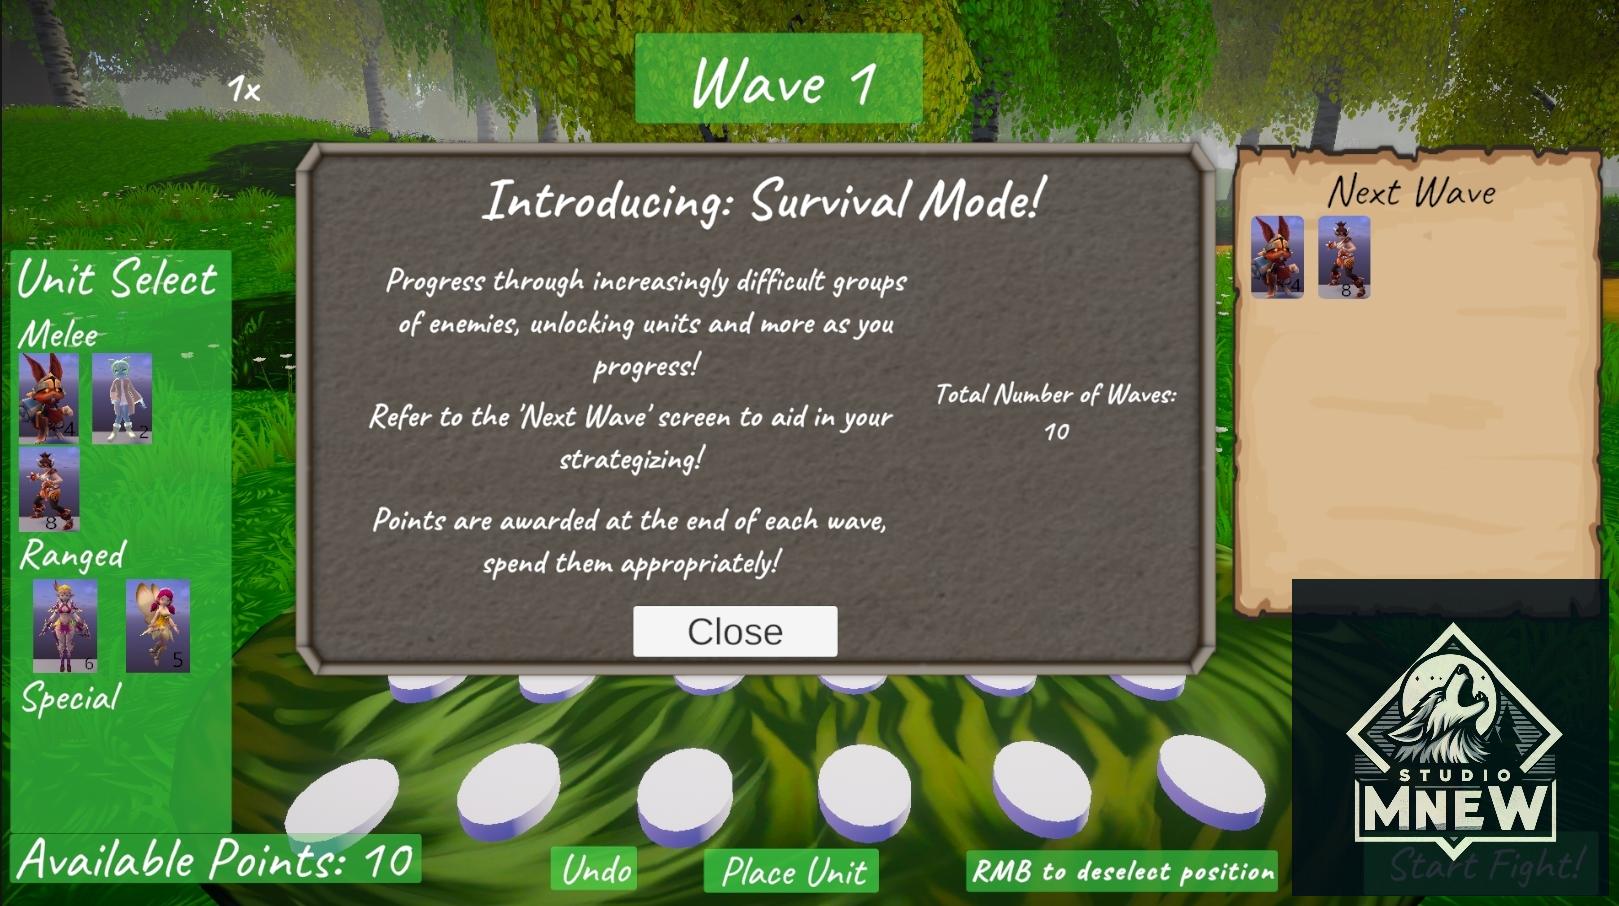 1x
Wave 1
Introducing: Survival Mode!
Progress through increasingly difficult groups
of enemies, unlocking units and more as you
progress!
Refer to the 'Next Wave' screen to aid in your
strategizing!
Points are awarded at the end of each wave,
spend them appropriately!
Total Number of Waves:
10
Close
Next Wave
4
8
Unit Select
Melee
4
2
8
Ranged
6
5
Special
Available Points: 10
Undo
Place Unit
RMB to deselect position
STUDIO
MNEW
Start Fight!